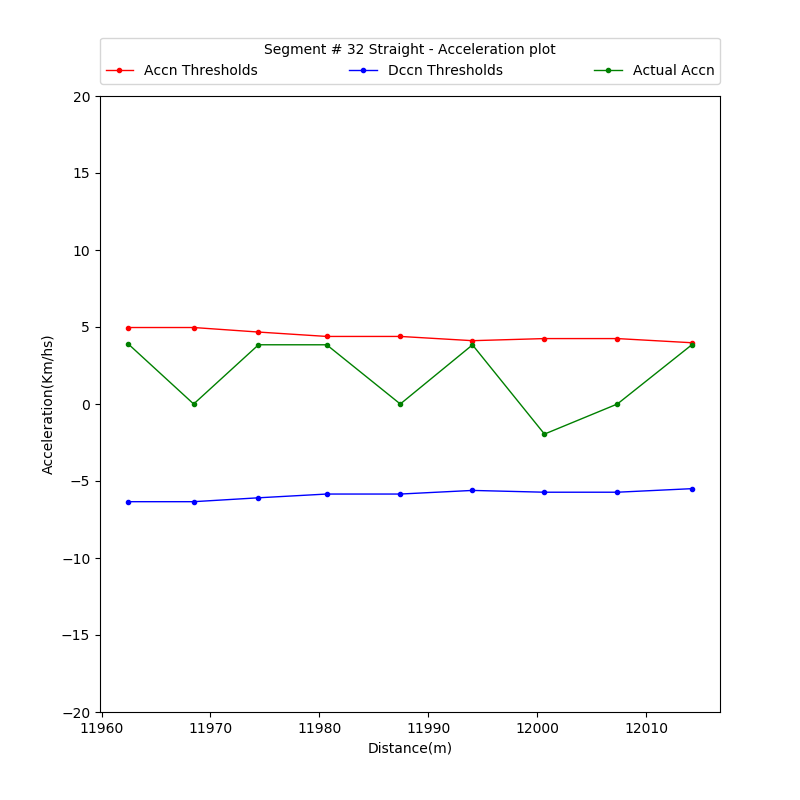 Segment # 32 Straight - Acceleration plot
Accn Thresholds Dccn Thresholds Actual Accn
20
15
10
5
0
−5
−10
−15
−20
Acceleration(Km/hs)
11960 11970 11980 11990 12000 12010
Distance(m)